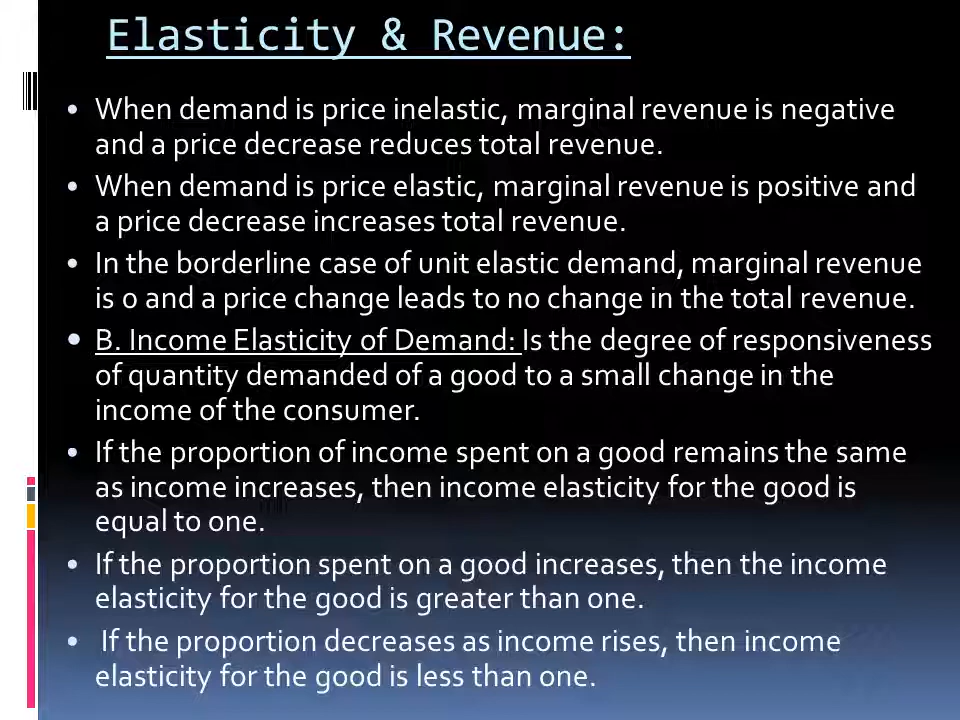 Elasticity & Revenue:
• When demand is price inelastic, marginal revenue is negative
and a price decrease reduces total revenue.
• When demand is price elastic, marginal revenue is positive and
a price decrease increases total revenue.
• In the borderline case of unit elastic demand, marginal revenue
is 0 and a price change leads to no change in the total revenue.
• B. Income Elasticity of Demand: Is the degree of responsiveness
of quantity demanded of a good to a small change in the
income of the consumer.
• If the proportion of income spent on a good remains the same
as income increases, then income elasticity for the good is
equal to one.
• If the proportion spent on a good increases, then the income
elasticity for the good is greater than one.
• If the proportion decreases as income rises, then income
elasticity for the good is less than one.